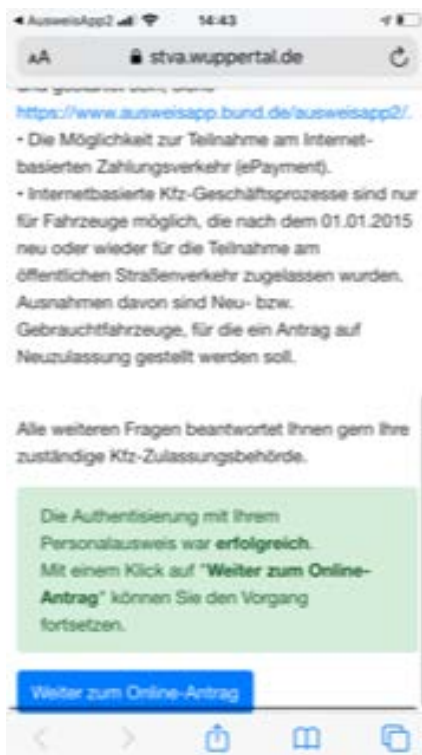 AusweisApp2
14:43
AA
stva.wuppertal.de
https://www.ausweisapp.bund.de/ausweisapp2/.
• Die Möglichkeit zur Teilnahme am Internet-
basierten Zahlungsverkehr (ePayment).
• Internetbasierte Kfz-Geschäftsprozesse sind nur
für Fahrzeuge möglich, die nach dem 01.01.2015
neu oder wieder für die Teilnahme am
öffentlichen Straßenverkehr zugelassen wurden.
Ausnahmen davon sind Neu- bzw.
Gebrauchtfahrzeuge, für die ein Antrag auf
Neuzulassung gestellt werden soll.
Alle weiteren Fragen beantwortet Ihnen gern Ihre
zuständige Kfz-Zulassungsbehörde.
Die Authentisierung mit Ihrem
Personalausweis war erfolgreich.
Mit einem Klick auf "Weiter zum Online-
Antrag" können Sie den Vorgang
fortsetzen.
Weiter zum Online-Antrag